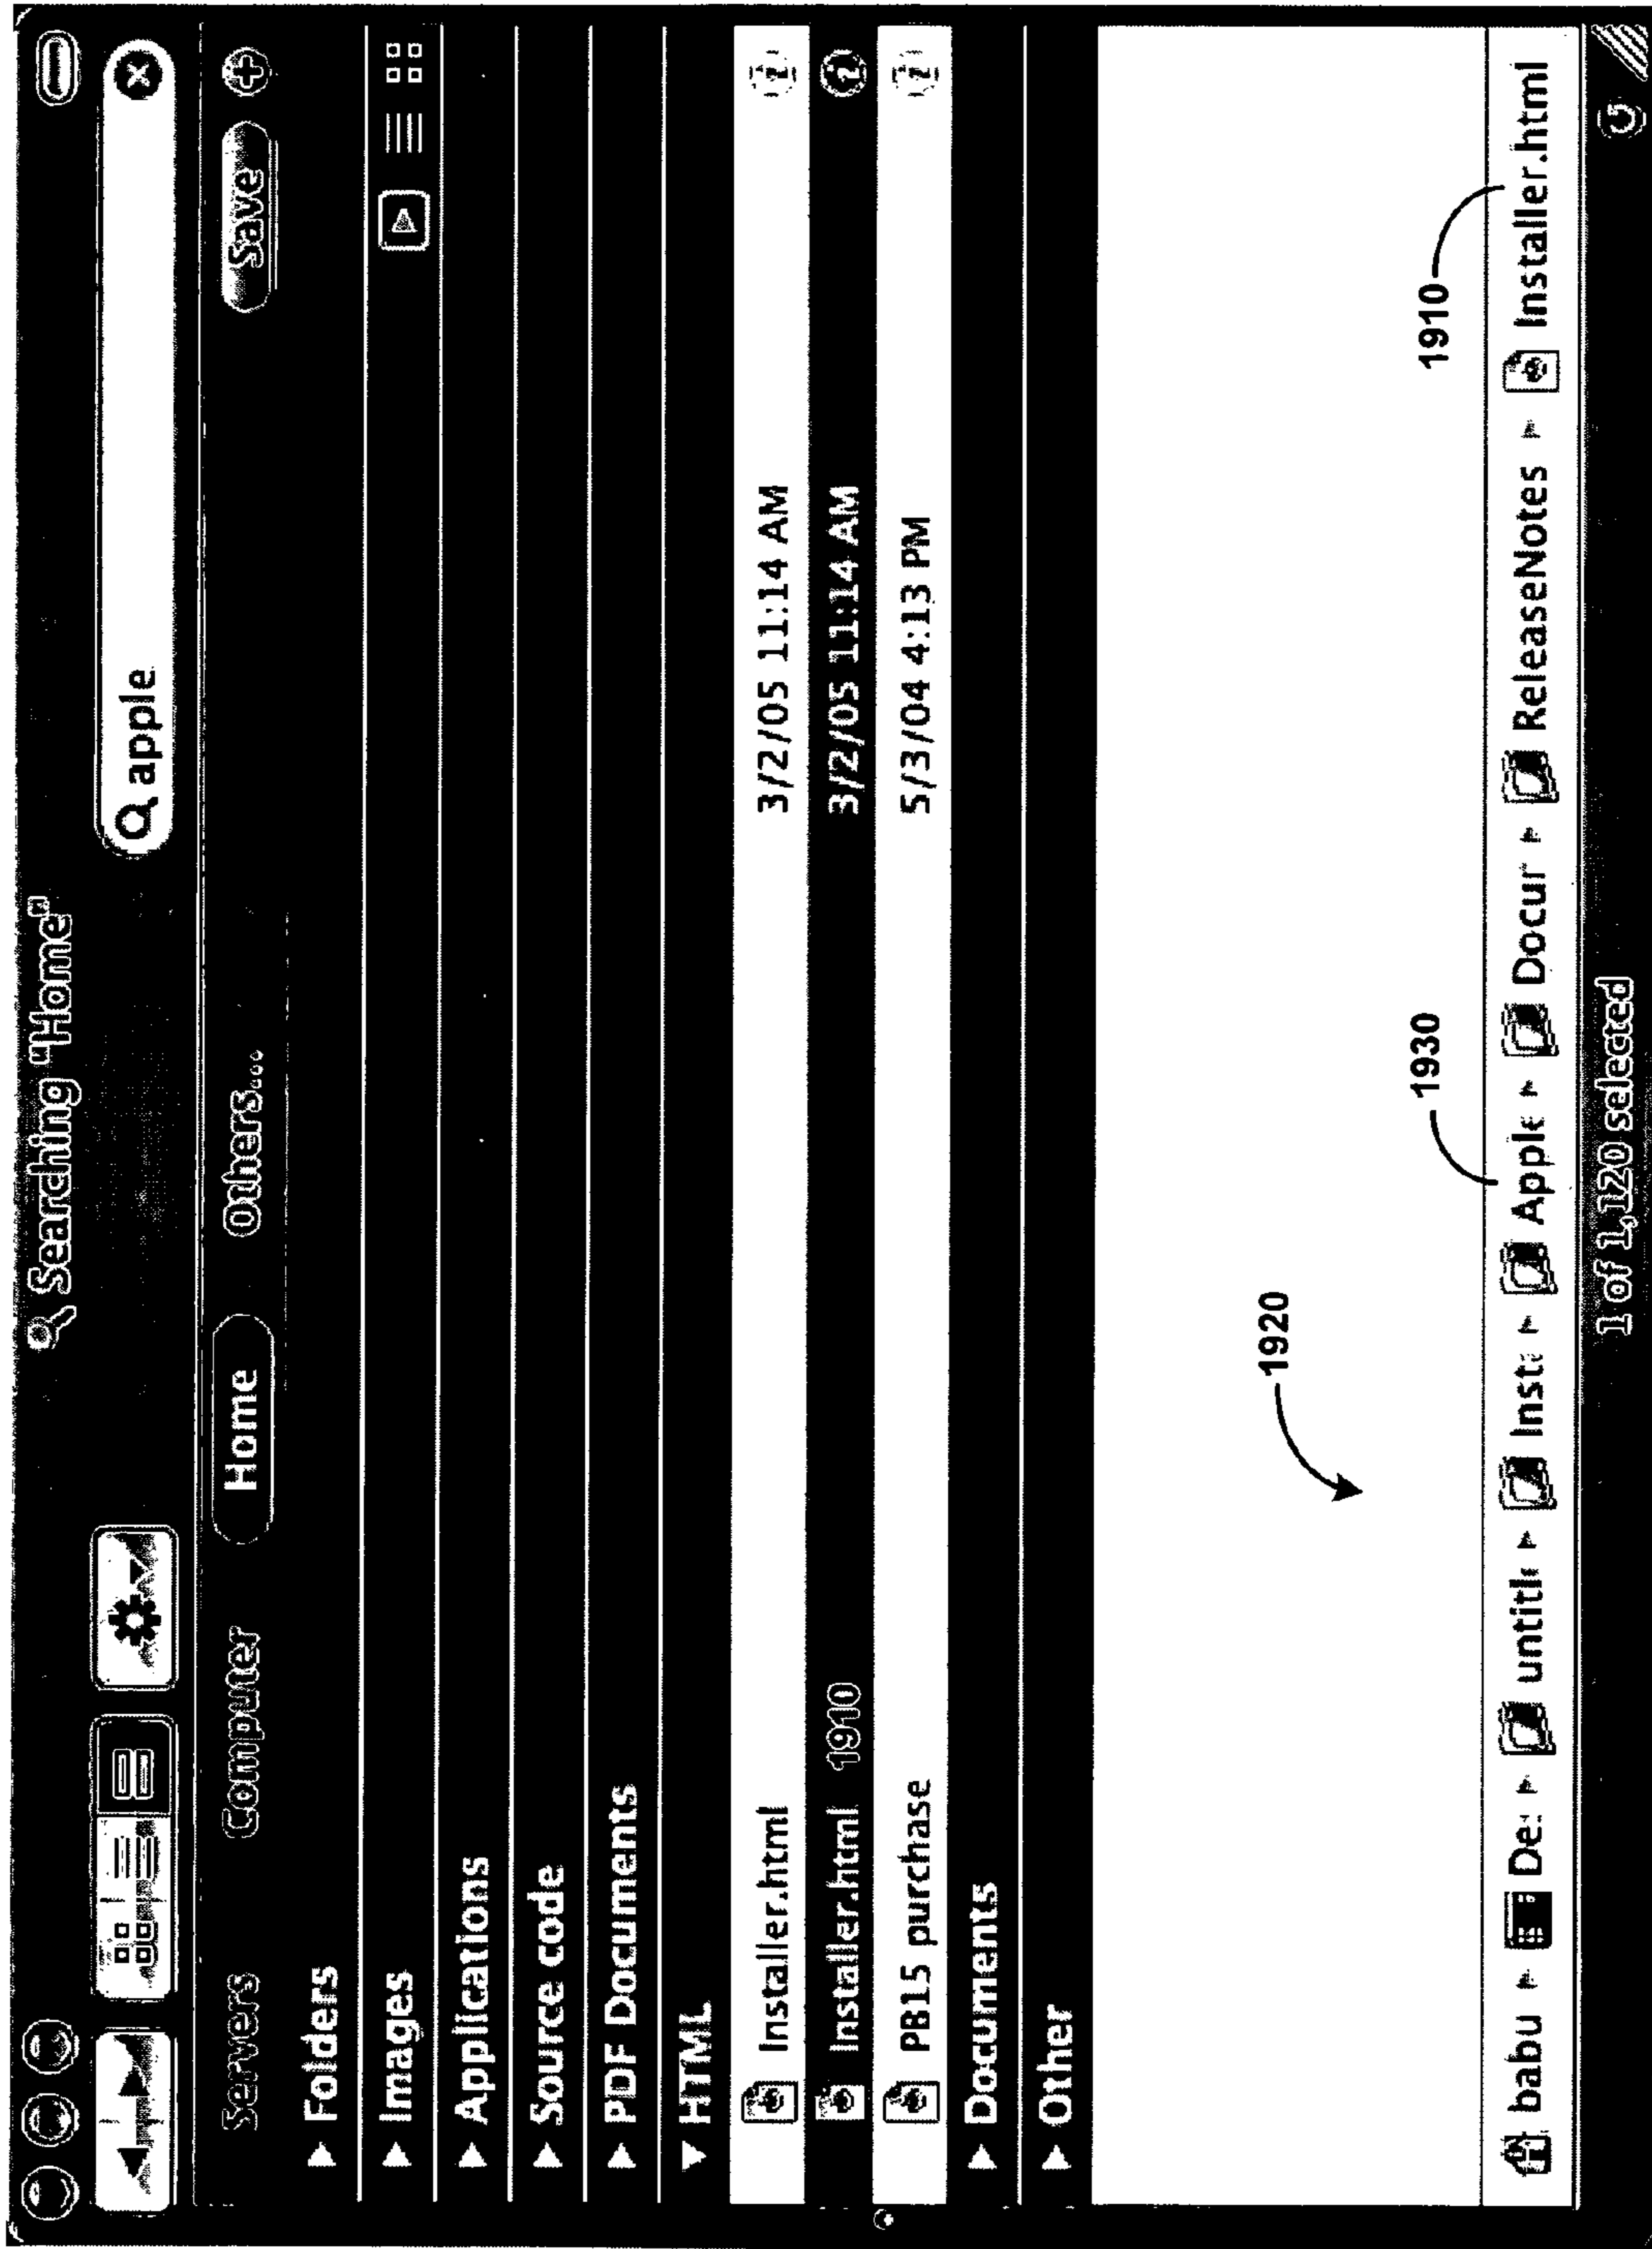 Searching "Home"
apple
Servers Computer Home Others... Save
Folders
Images
Applications
Source code
PDF Documents
HTML
Installer.html 3/2/05 11:14 AM
Installer.html 1910 3/2/05 11:14 AM
PB15 purchase 5/3/04 4:13 PM
Documents
Other
1920
1930
1910
babu De: untitl Inst Apple Docur ReleaseNotes Installer.html
1 of 1,120 selected